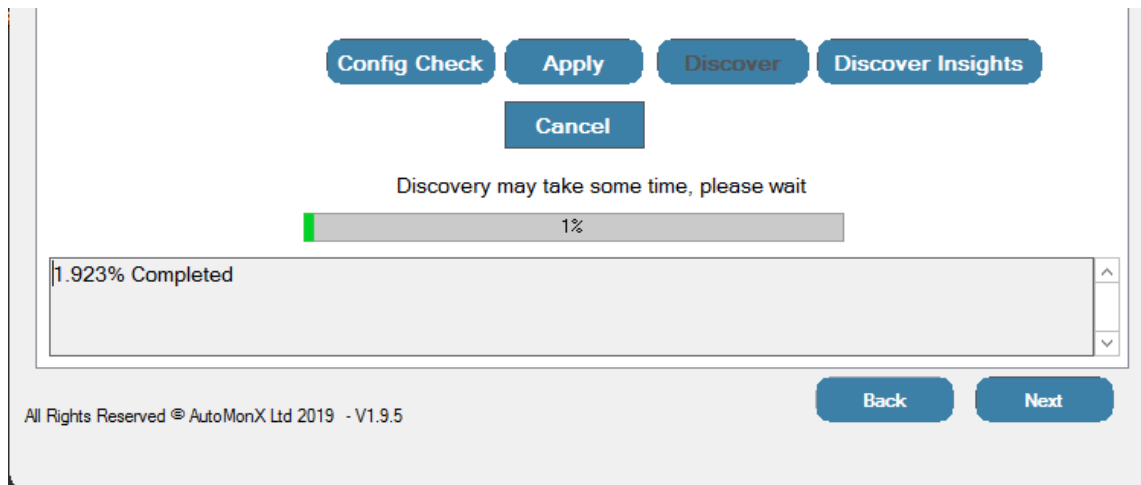 Config Check Apply Discover Discover Insights
Cancel
Discovery may take some time, please wait
1%
1.923% Completed
Back Next
All Rights Reserved © AutoMonX Ltd 2019 - V1.9.5